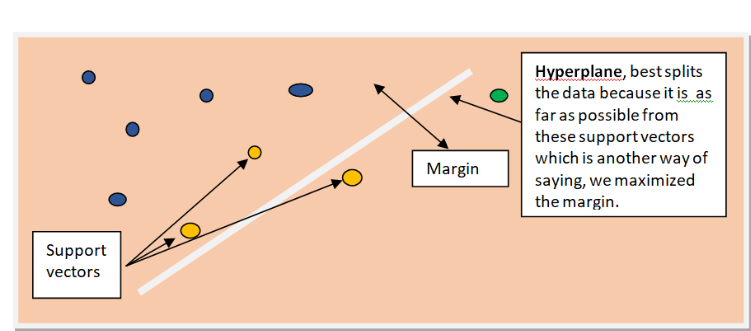 Hyperplane, best splits
the data because it is as
far as possible from
these support vectors
which is another way of
saying, we maximized
the margin.
Margin
Support
vectors